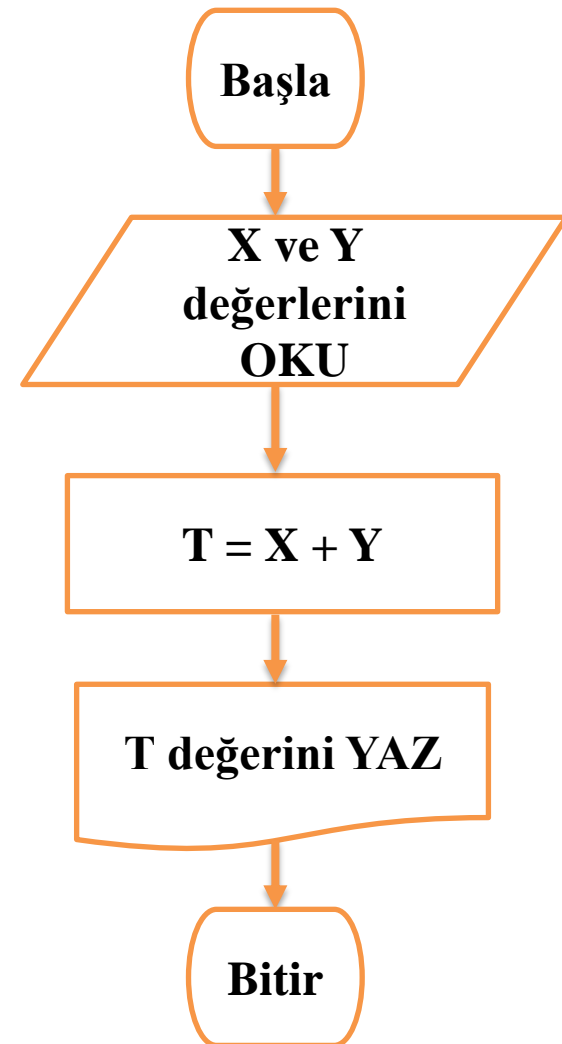 Başla
X ve Y
değerlerini
OKU
T = X + Y
T değerini YAZ
Bitir